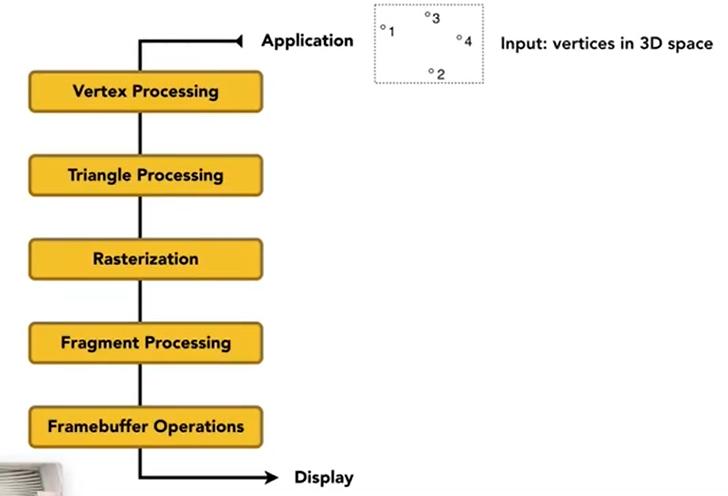 Application
1
3
4
2
Input: vertices in 3D space
Vertex Processing
Triangle Processing
Rasterization
Fragment Processing
Framebuffer Operations
Display